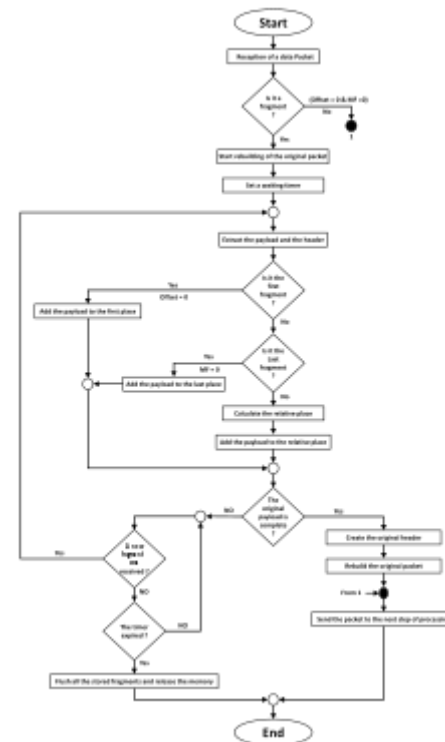 Start
Reception of a data Packet
Is it a
fragment
?
(Offset = 0 & MF =0)
No
1
Yes
Start rebuilding of the original packet
Set a waiting timer
Extract the payload and the header
Is it the
first
fragment
?
Yes
Offset = 0
Add the payload to the first place
No
Is it the
Last
fragment
?
Yes
MF = 0
Add the payload to the last place
No
Calculate the relative place
Add the payload to the relative place
The
original
payload is
complete
?
NO
Yes
Create the original header
Rebuild the original packet
From 1
Send the packet to the next step of processing
received ?
Yes
NO
The timer
expired ?
NO
Yes
Flush all the stored fragments and release the memory
End